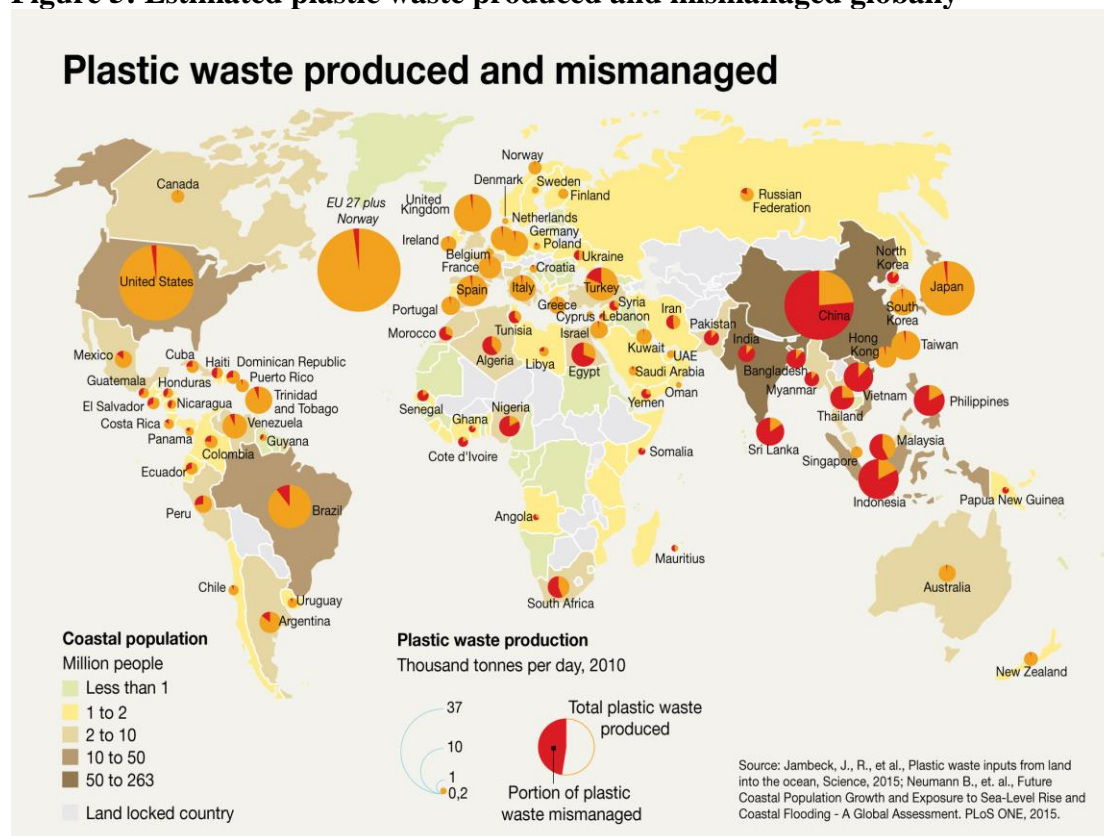 Figure 3: Estimated plastic waste produced and mismanaged globally
Plastic waste produced and mismanaged
Canada
EU 27 plus
Norway
Norway
Denmark
Sweden
Finland
United
Kingdom
Netherlands
Germany
Poland
Ireland
Belgium
France
Croatia
Ukraine
Russian
Federation
North
Korea
United States
Spain
Italy
Turkey
China
Japan
South
Korea
Portugal
Greece
Cyprus
Syria
Lebanon
Iran
Pakistan
India
Hong
Kong
Taiwan
Morocco
Tunisia
Israel
Kuwait
Algeria
Libya
Egypt
UAE
Saudi Arabia
Oman
Yemen
Bangladesh
Myanmar
Vietnam
Thailand
Philippines
Mexico
Cuba
Haiti
Dominican Republic
Puerto Rico
Guatemala
Honduras
El Salvador
Nicaragua
Trinidad
and Tobago
Costa Rica
Venezuela
Panama
Guyana
Colombia
Ecuador
Senegal
Ghana
Nigeria
Cote d'Ivoire
Somalia
Sri Lanka
Singapore
Malaysia
Indonesia
Papua New Guinea
Peru
Brazil
Angola
Mauritius
South Africa
Australia
Chile
Uruguay
Argentina
New Zealand
Coastal population
Million people
Less than 1
1 to 2
2 to 10
10 to 50
50 to 263
Land locked country
Plastic waste production
Thousand tonnes per day, 2010
37
10
1
0,2
Total plastic waste
produced
Portion of plastic
waste mismanaged
Source: Jambeck, J., R., et al., Plastic waste inputs from land
into the ocean, Science, 2015; Neumann B., et. al., Future
Coastal Population Growth and Exposure to Sea-Level Rise and
Coastal Flooding - A Global Assessment. PLoS ONE, 2015.